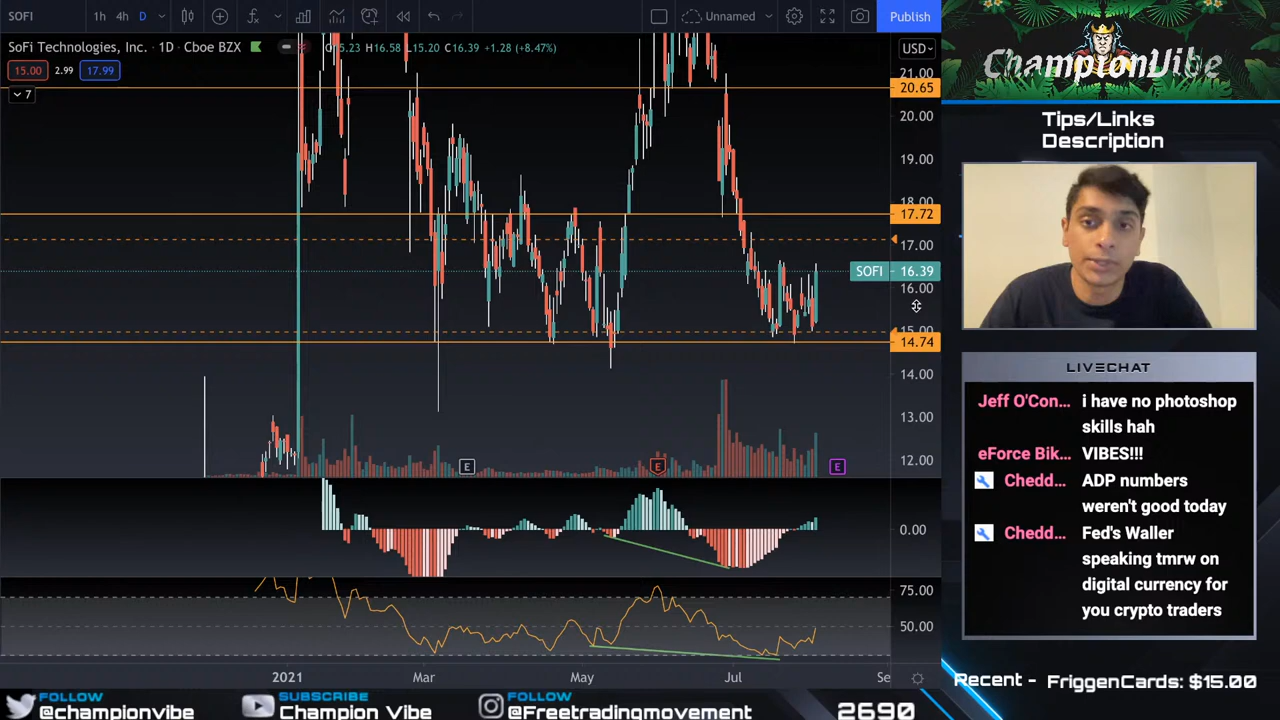 SOFI
1h 4h D
Unnamed
Publish
SoFi Technologies, Inc. · 1D · Cboe BZX
15.23 H16.58 L15.20 C16.39 +1.28 (+8.47%)
15.00 2.99 17.99
7
USD
21.00
20.65
20.00
19.00
18.00
17.72
17.00
SOFI 16.39
16.00
15.00
14.74
14.00
13.00
12.00
E E E
0.00
75.00
50.00
2021 Mar May Jul Se
ChampionVibe
Tips/Links
Description
LIVECHAT
Jeff O'Con... i have no photoshop
skills hah
eForce Bik... VIBES!!!
Chedd... ADP numbers
weren't good today
Chedd... Fed's Waller
speaking tmrw on
digital currency for
you crypto traders
Recent - FriggenCards: $15.00
FOLLOW
@championvibe
SUBSCRIBE
Champion Vibe
FOLLOW
@Freetradingmovement
2690